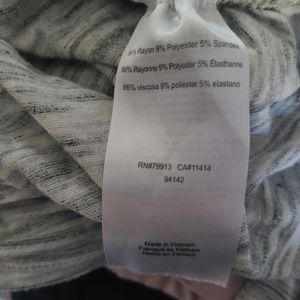 Rayon 9% Polyester 5% Spandex
86% Rayonne 9% Polyester 5% Élasthanne
86% viscosa 9% poliéster 5% elastano
RN#79913 CA#11414
94142
Made in Vietnam
Fabriqué au Vietnam
Hecho en Vietnam